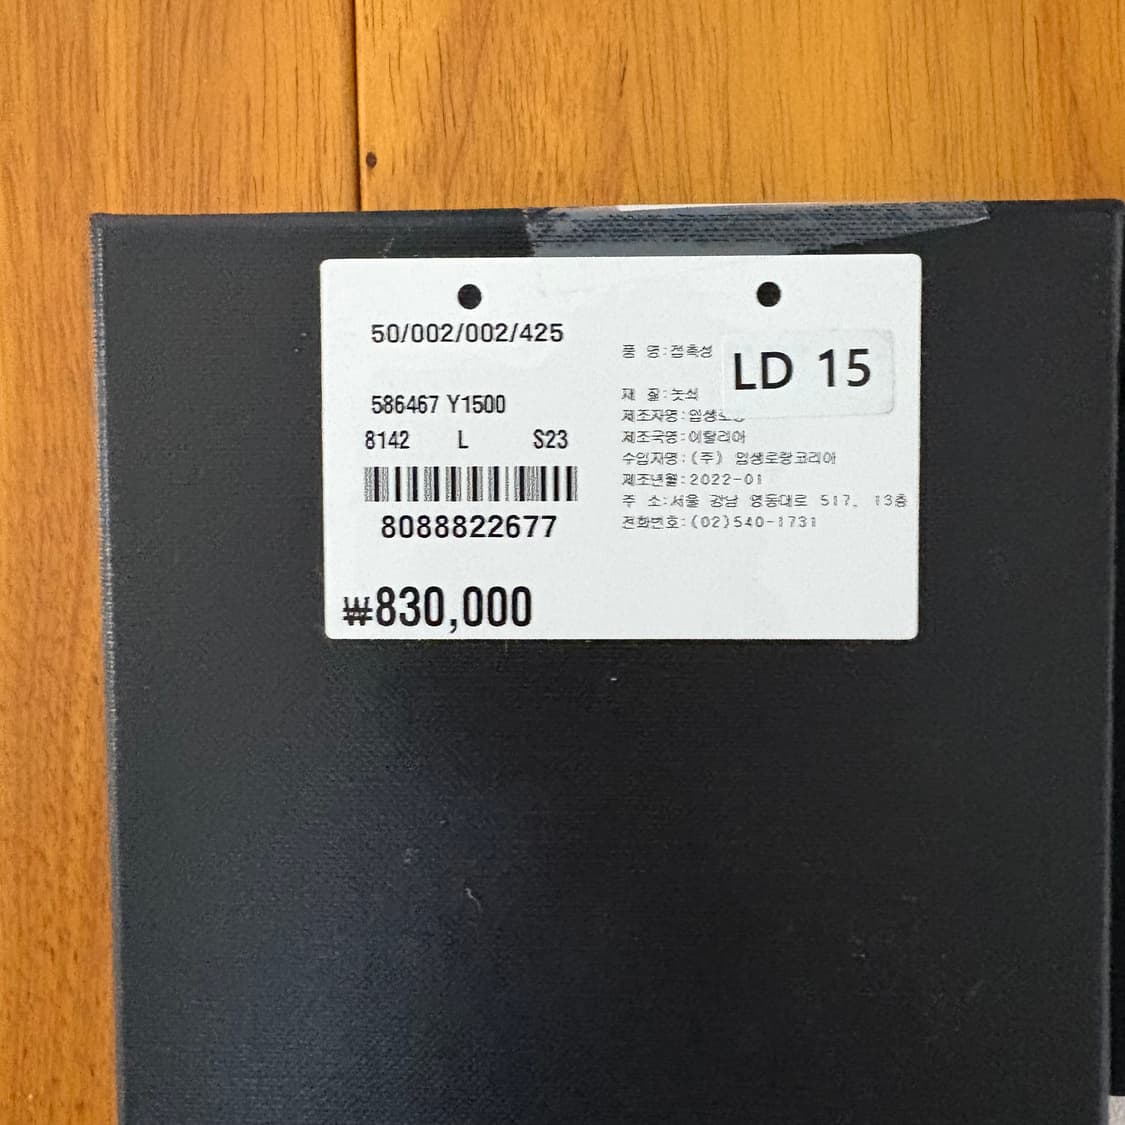 50/002/002/425
586467 Y1500
8142 L S23
8088822677
₩830,000
LD 15
품 명:접촉성
재 질:놋쇠
제조자명:입생로랑
제조국명:이탈리아
수입자명:(주) 입생로랑코리아
제조년월:2022-01
주 소:서울 강남 영동대로 517, 13층
전화번호:(02)540-1731